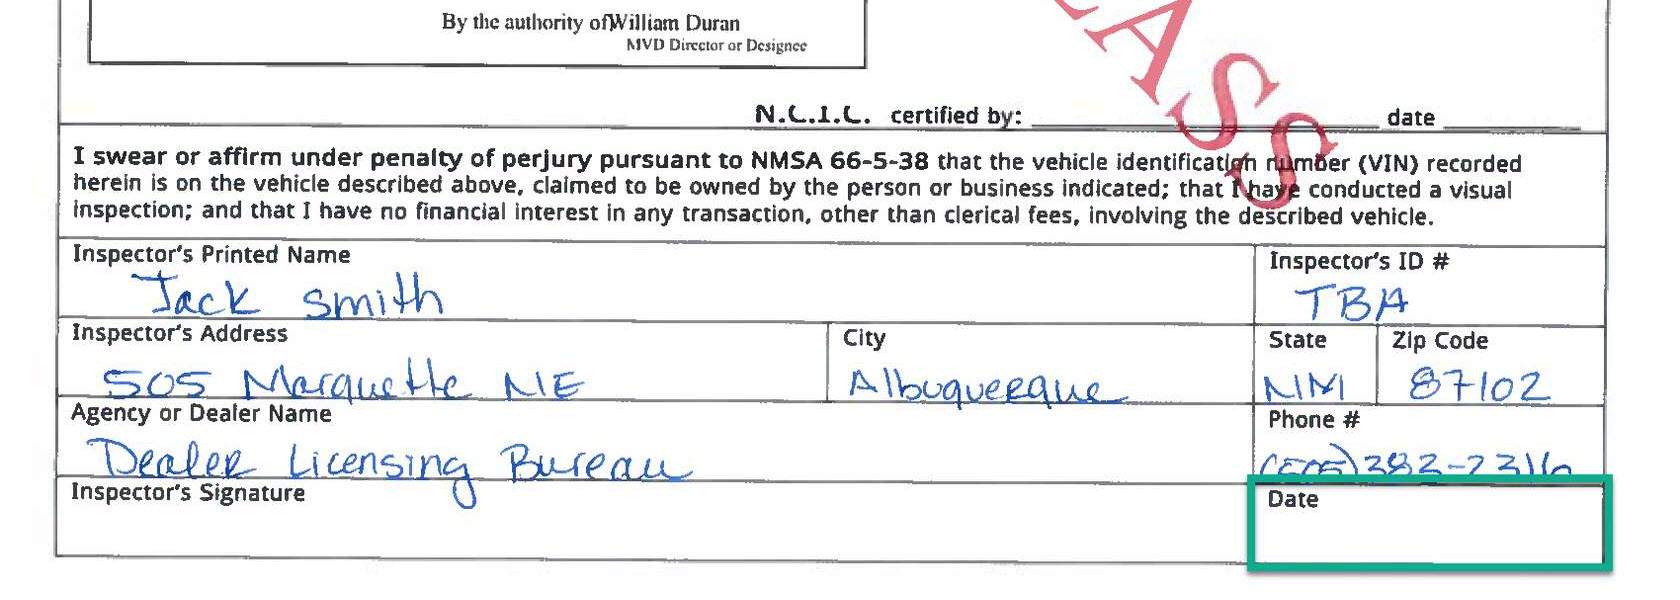 By the authority ofWilliam Duran
MVD Director or Designee
ASS
N.C.I.C. certified by: date
I swear or affirm under penalty of perjury pursuant to NMSA 66-5-38 that the vehicle identification number (VIN) recorded
herein is on the vehicle described above, claimed to be owned by the person or business indicated; that I have conducted a visual
inspection; and that I have no financial interest in any transaction, other than clerical fees, involving the described vehicle.
Inspector's Printed Name Inspector's ID #
Jack Smith TBA
Inspector's Address City State Zip Code
505 Marquette NE Albuquerque NM 87102
Agency or Dealer Name Phone #
Dealer Licensing Bureau (505)
Inspector's Signature Date